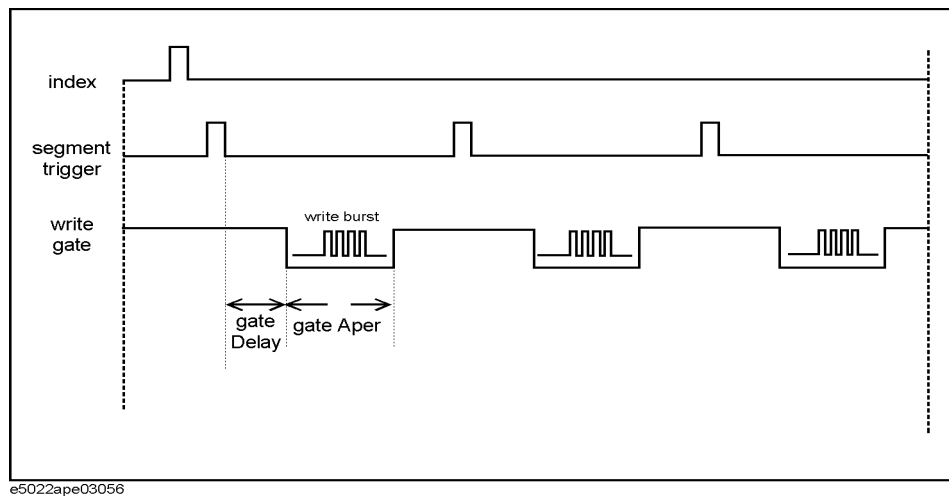 index
segment
trigger
write
gate
write burst
gate
Delay
gate Aper
e5022ape03056